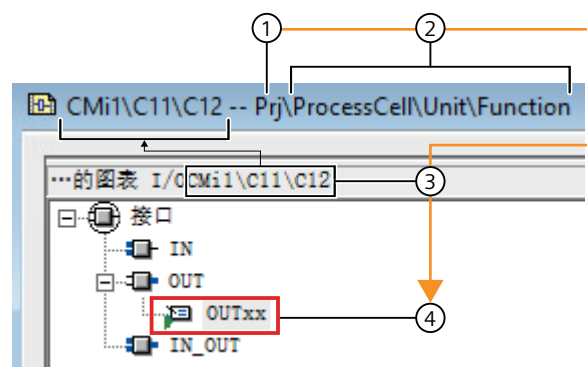 ① ②
CMi1\C11\C12 -- Prj\ProcessCell\Unit\Function
…的图表 I/OCMi1\C11\C12 ③
接口
IN
OUT
OUTxx ④
IN_OUT